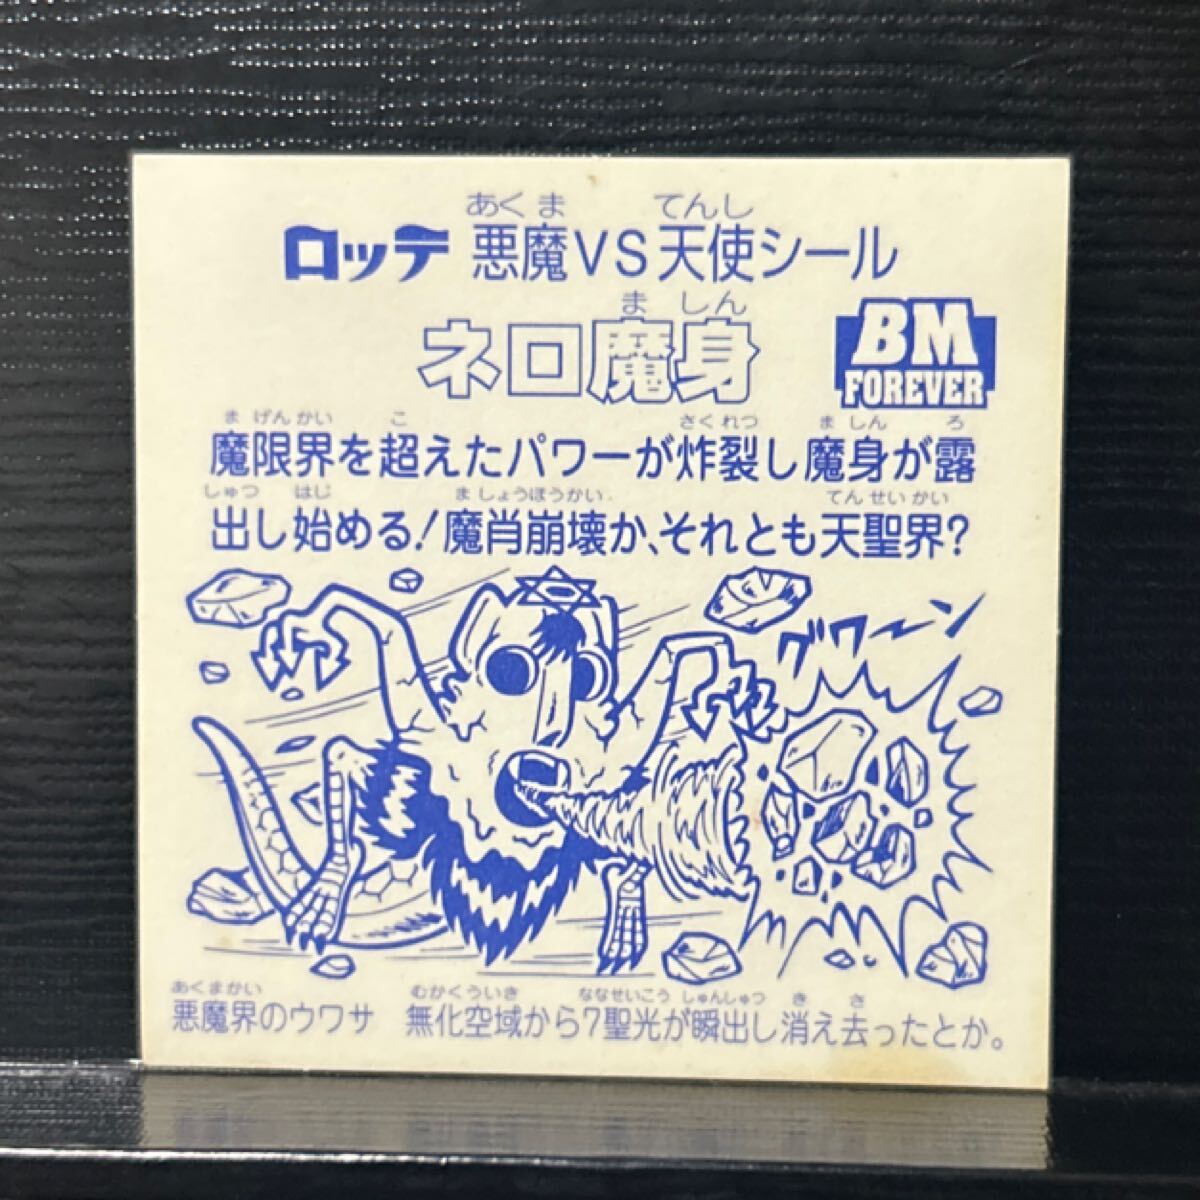 あくま てんし
ロッテ 悪魔VS天使シール
ま しん
ネロ魔身
BM
FOREVER
ま げんかい こ さくれつ ま しん ろ
魔限界を超えたパワーが炸裂し魔身が露
しゅつ はじ ま しょうほうかい てん せい かい
出し始める!魔肖崩壊か、それとも天聖界?
グワーン
あくまかい むかくういき ななせいこう しゅんしゅつ き さ
悪魔界のウワサ 無化空域から7聖光が瞬出し消え去ったとか。